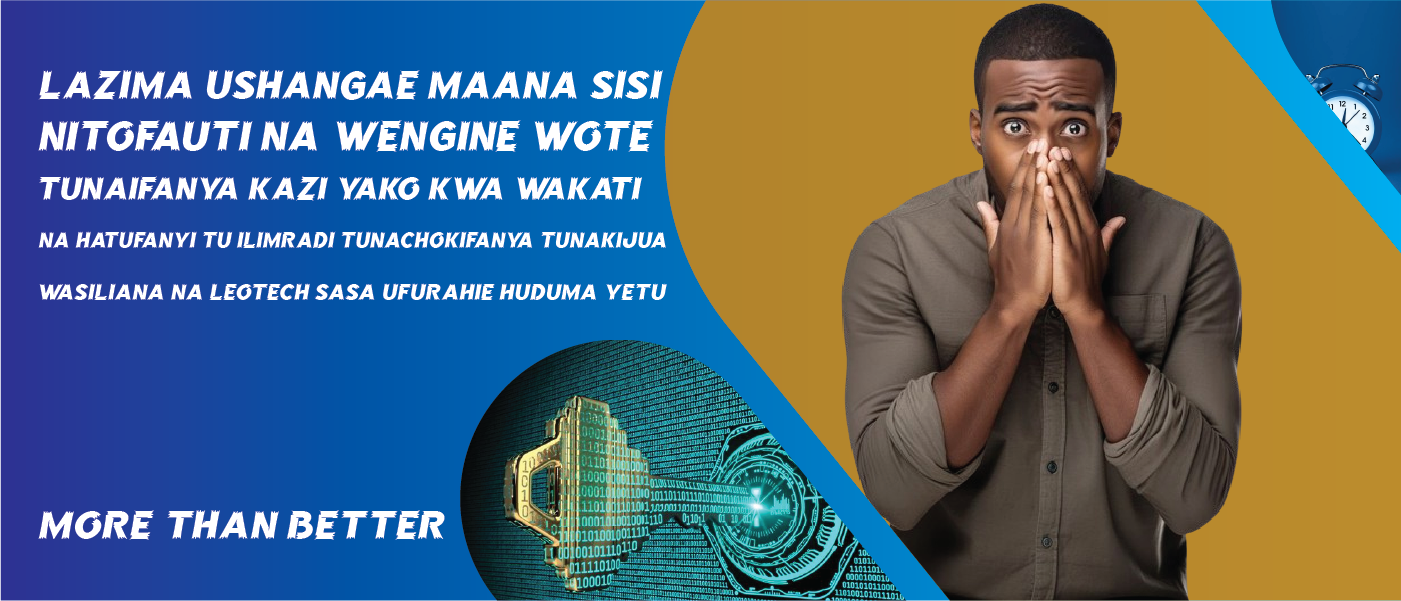 LAZIMA USHANGAE MAANA SISI
NITOFAUTI NA WENGINE WOTE
TUNAIFANYA KAZI YAKO KWA WAKATI
NA HATUFANYI TU ILIMRADI TUNACHOKIFANYA TUNAKIJUA
WASILIANA NA LEOTECH SASA UFURAHIE HUDUMA YETU
MORE THAN BETTER